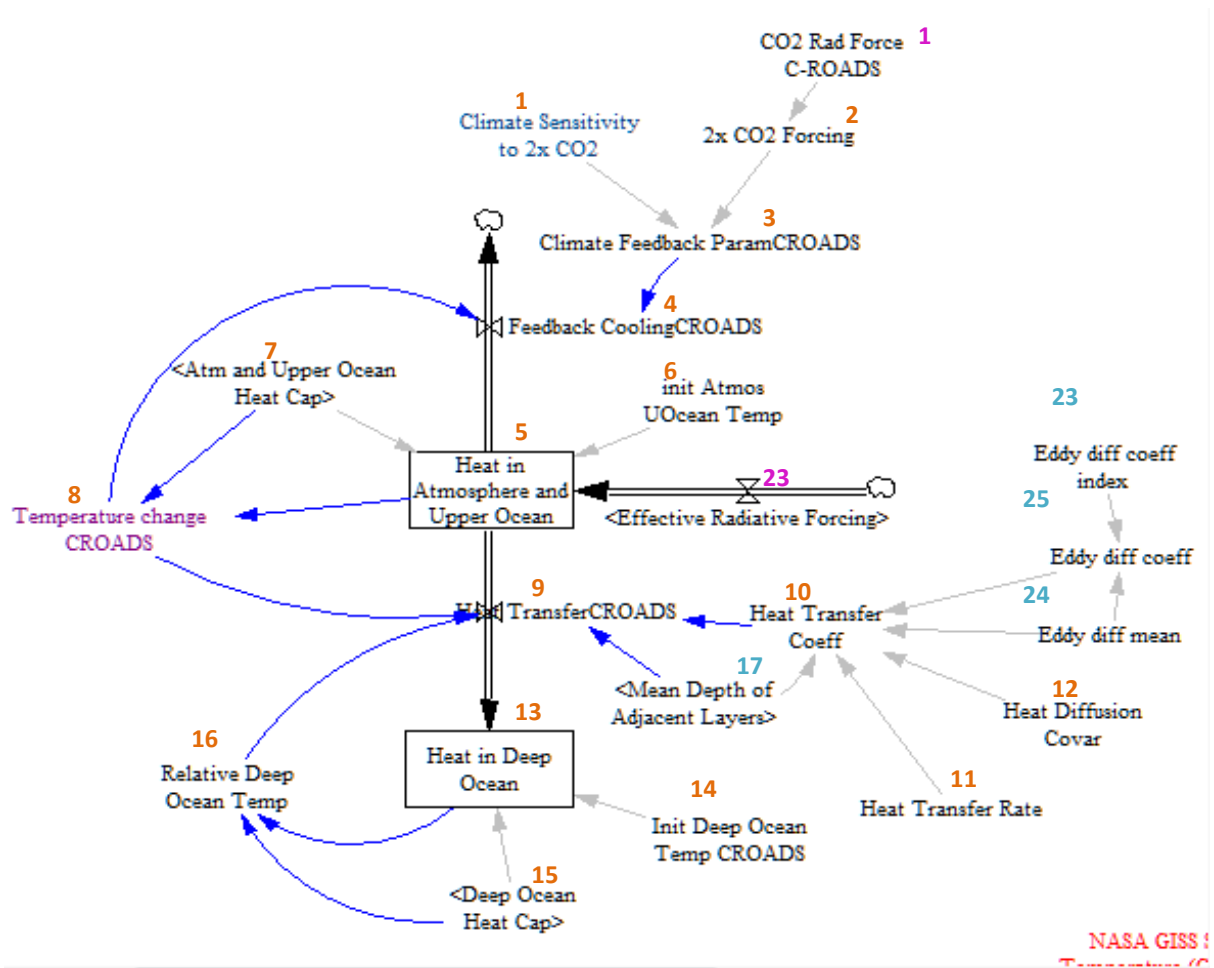 CO2 Rad Force 1
C-ROADS
1
Climate Sensitivity
to 2x CO2
2
2x CO2 Forcing
3
Climate Feedback ParamCROADS
4
Feedback CoolingCROADS
7
<Atm and Upper Ocean
Heat Cap>
6
init Atmos
UOcean Temp
23
5
Heat in
Atmosphere and
Upper Ocean
23
<Effective Radiative Forcing>
Eddy diff coeff
index
8
Temperature change
CROADS
25
Eddy diff coeff
9
Heat TransferCROADS
10
Heat Transfer
Coeff
24
Eddy diff mean
17
<Mean Depth of
Adjacent Layers>
12
Heat Diffusion
Covar
13
Heat in Deep
Ocean
16
Relative Deep
Ocean Temp
14
Init Deep Ocean
Temp CROADS
11
Heat Transfer Rate
15
<Deep Ocean
Heat Cap>
NASA GISS